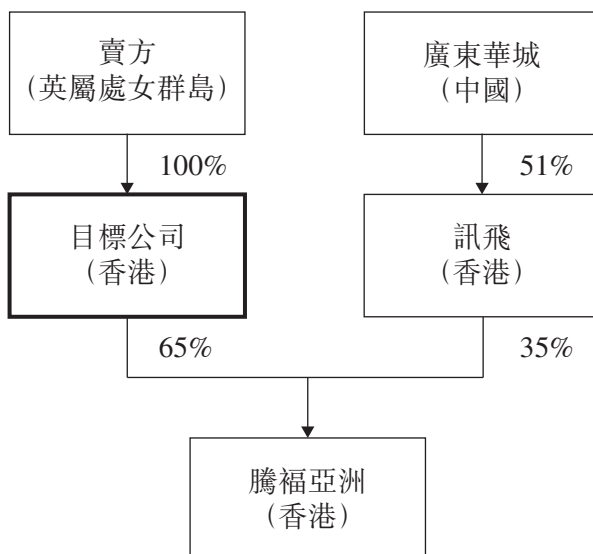 賣方
（英屬處女群島）
廣東華城
（中國）
100%
51%
目標公司
（香港）
訊飛
（香港）
65%
35%
騰福亞洲
（香港）